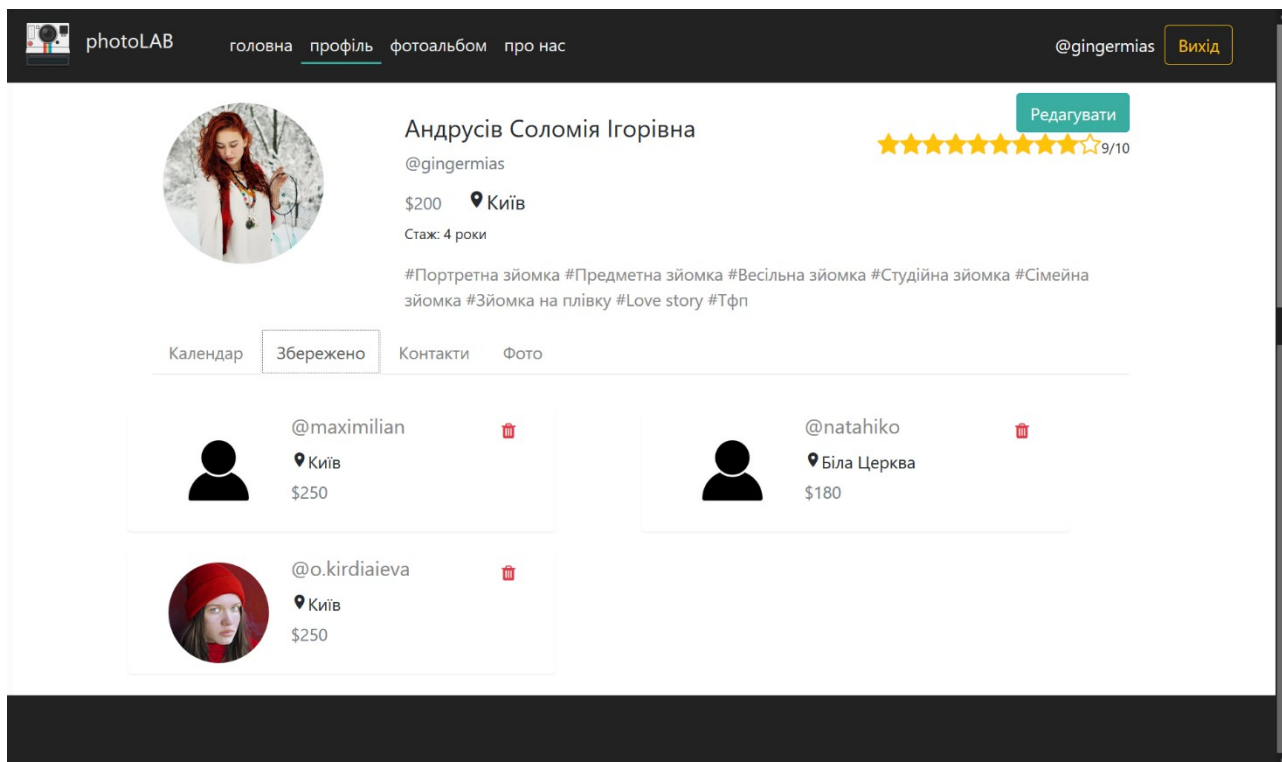 photoLAB головна профіль фотоальбом про нас @gingermias Вихід
Редагувати
Андрусів Соломія Ігорівна
9/10
@gingermias
$200 Київ
Стаж: 4 роки
#Портретна зйомка #Предметна зйомка #Весільна зйомка #Студійна зйомка #Сімейна
зйомка #Зйомка на плівку #Love story #Тфп
Календар Збережено Контакти Фото
@maximilian
Київ
$250
@natahiko
Біла Церква
$180
@o.kirdiaieva
Київ
$250